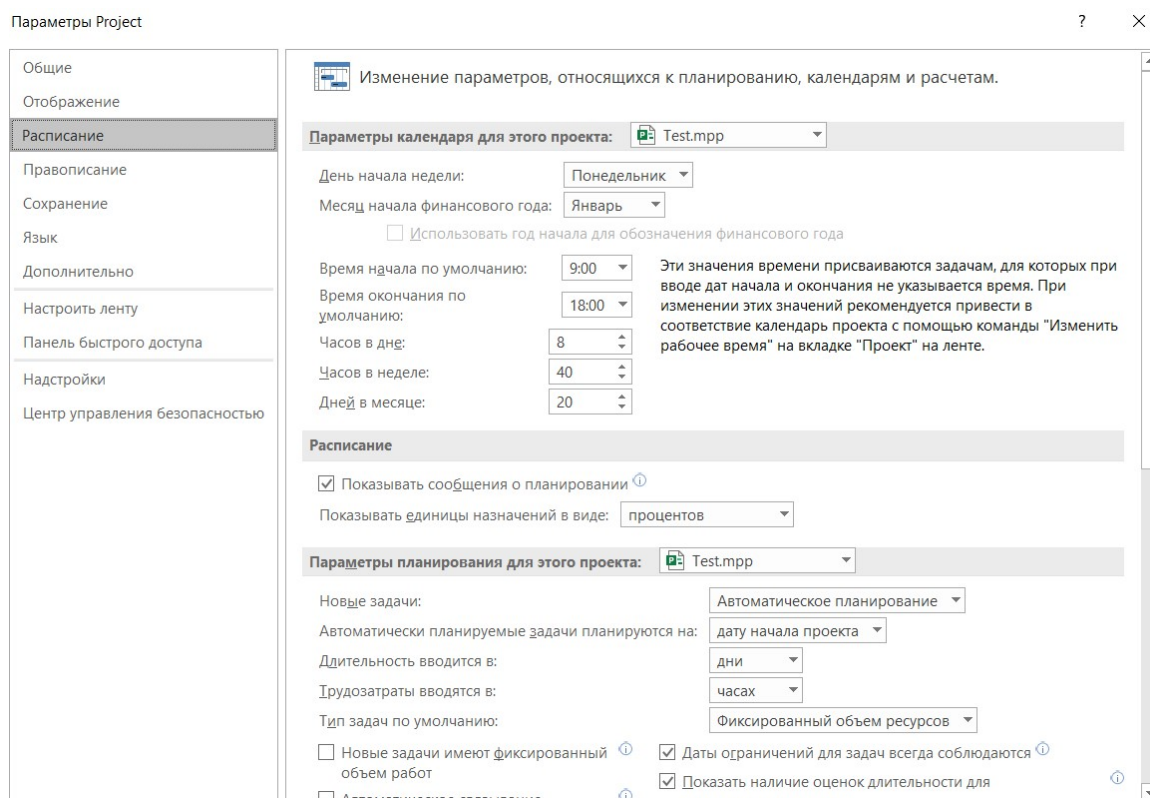 Параметры Project
?
Общие
Отображение
Расписание
Правописание
Сохранение
Язык
Дополнительно
Настроить ленту
Панель быстрого доступа
Надстройки
Центр управления безопасностью
Изменение параметров, относящихся к планированию, календарям и расчетам.
Параметры календаря для этого проекта: Test.mpp
День начала недели: Понедельник
Месяц начала финансового года: Январь
Использовать год начала для обозначения финансового года
Время начала по умолчанию: 9:00
Время окончания по
умолчанию: 18:00
Часов в дне: 8
Часов в неделе: 40
Дней в месяце: 20
Эти значения времени присваиваются задачам, для которых при
вводе дат начала и окончания не указывается время. При
изменении этих значений рекомендуется привести в
соответствие календарь проекта с помощью команды "Изменить
рабочее время" на вкладке "Проект" на ленте.
Расписание
Показывать сообщения о планировании
Показывать единицы назначений в виде: процентов
Параметры планирования для этого проекта: Test.mpp
Новые задачи: Автоматическое планирование
Автоматически планируемые задачи планируются на: дату начала проекта
Длительность вводится в: дни
Трудозатраты вводятся в: часах
Тип задач по умолчанию: Фиксированный объем ресурсов
Новые задачи имеют фиксированный
объем работ
Даты ограничений для задач всегда соблюдаются
Показать наличие оценок длительности для